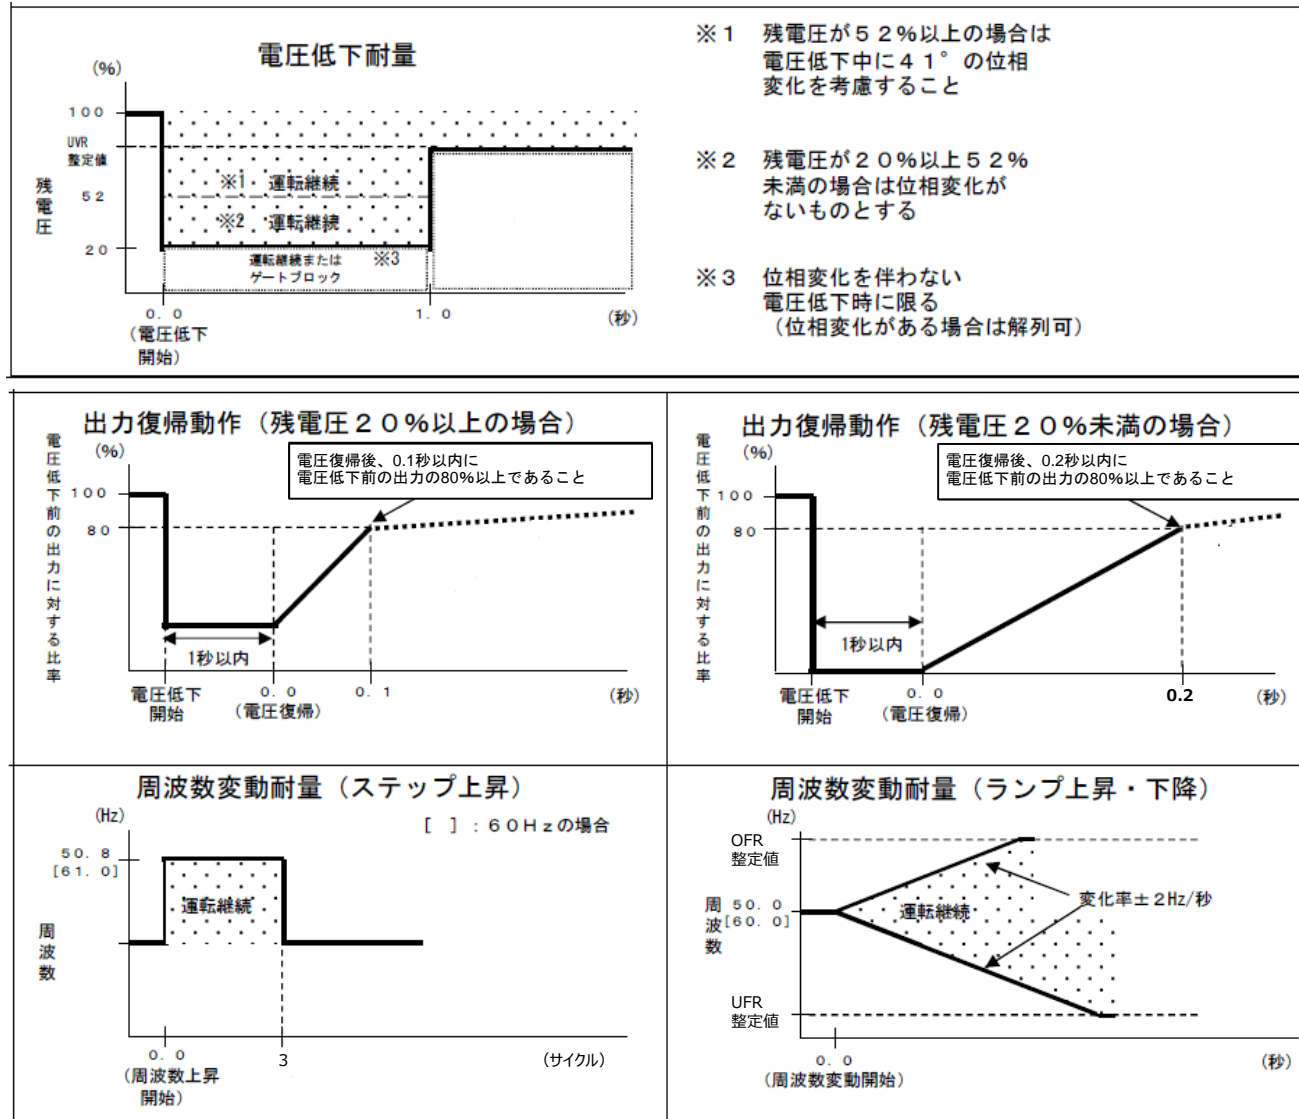 電圧低下耐量
(%)
100
UVR
整定値
残電圧
52
20
※1 運転継続
※2 運転継続
運転継続または
ゲートブロック
※3
0.0
(電圧低下
開始)
1.0
(秒)
※1 残電圧が52%以上の場合は
電圧低下中に41°の位相
変化を考慮すること
※2 残電圧が20%以上52%
未満の場合は位相変化が
ないものとする
※3 位相変化を伴わない
電圧低下時に限る
(位相変化がある場合は解列可)
出力復帰動作(残電圧20%以上の場合)
(%)
電圧低下前の出力に対する比率
電圧復帰後、0.1秒以内に
電圧低下前の出力の80%以上であること
100
80
1秒以内
電圧低下
開始
0.0
(電圧復帰)
0.1
(秒)
出力復帰動作(残電圧20%未満の場合)
(%)
電圧低下前の出力に対する比率
電圧復帰後、0.2秒以内に
電圧低下前の出力の80%以上であること
100
80
1秒以内
電圧低下
開始
0.0
(電圧復帰)
0.2
(秒)
周波数変動耐量(ステップ上昇)
(Hz)
[ ]:60Hzの場合
50.8
[61.0]
運転継続
周波数
0.0
(周波数上昇
開始)
3
(サイクル)
周波数変動耐量(ランプ上昇・下降)
(Hz)
OFR
整定値
周波数
50.0
[60.0]
運転継続
変化率±2Hz/秒
UFR
整定値
0.0
(周波数変動開始)
(秒)